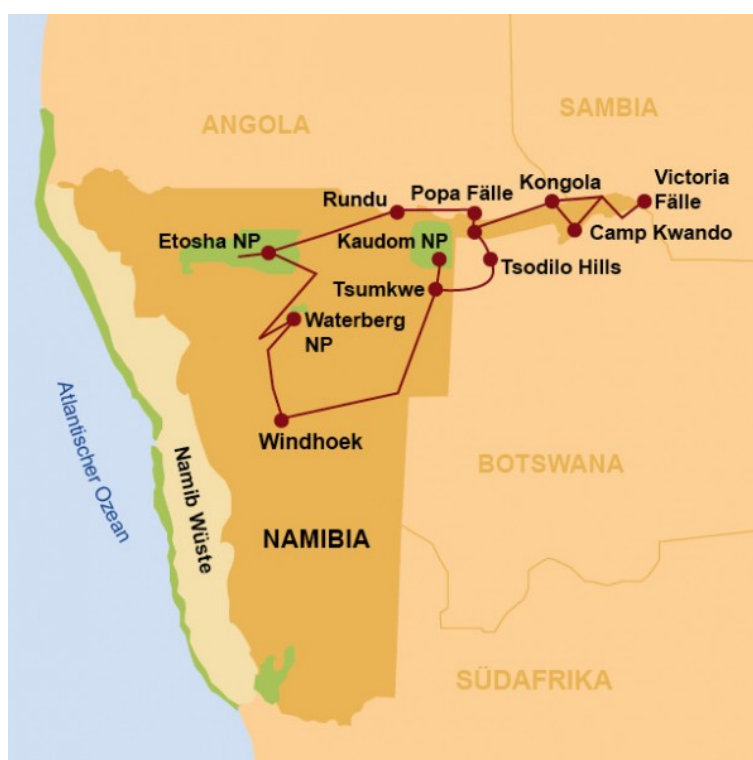 SAMBIA
ANGOLA
Kongola
Victoria
Fälle
Popa Fälle
Rundu
Camp Kwando
Etosha NP
Kaudom NP
Tsodilo Hills
Tsumkwe
Waterberg
NP
Atlantischer Ozean
Windhoek
Namib Wüste
BOTSWANA
NAMIBIA
SÜDAFRIKA